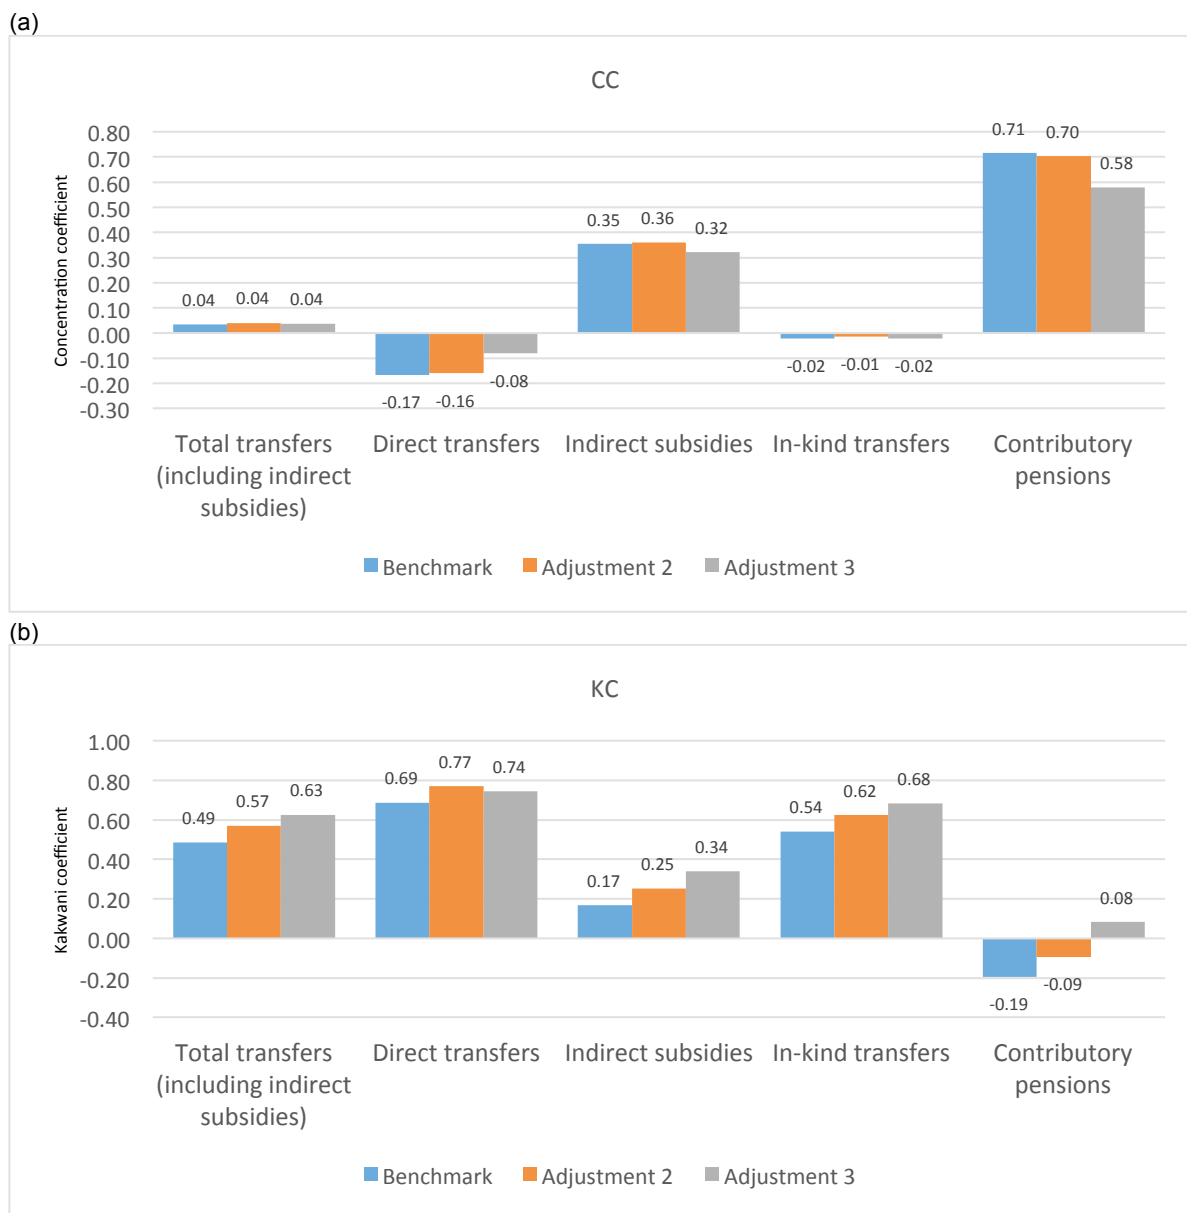 (a)
CC
Concentration coefficient
0.80
0.70
0.60
0.50
0.40
0.30
0.20
0.10
0.00
-0.10
-0.20
-0.30
0.04 0.04 0.04
-0.17 -0.16 -0.08
0.35 0.36 0.32
-0.02 -0.01 -0.02
0.71 0.70 0.58
Total transfers
(including indirect
subsidies)
Direct transfers
Indirect subsidies
In-kind transfers
Contributory
pensions
Benchmark Adjustment 2 Adjustment 3
(b)
KC
Kakwani coefficient
1.00
0.80
0.60
0.40
0.20
0.00
-0.20
-0.40
0.49 0.57 0.63
0.69 0.77 0.74
0.17 0.25 0.34
0.54 0.62 0.68
-0.19 -0.09 0.08
Total transfers
(including indirect
subsidies)
Direct transfers
Indirect subsidies
In-kind transfers
Contributory
pensions
Benchmark Adjustment 2 Adjustment 3